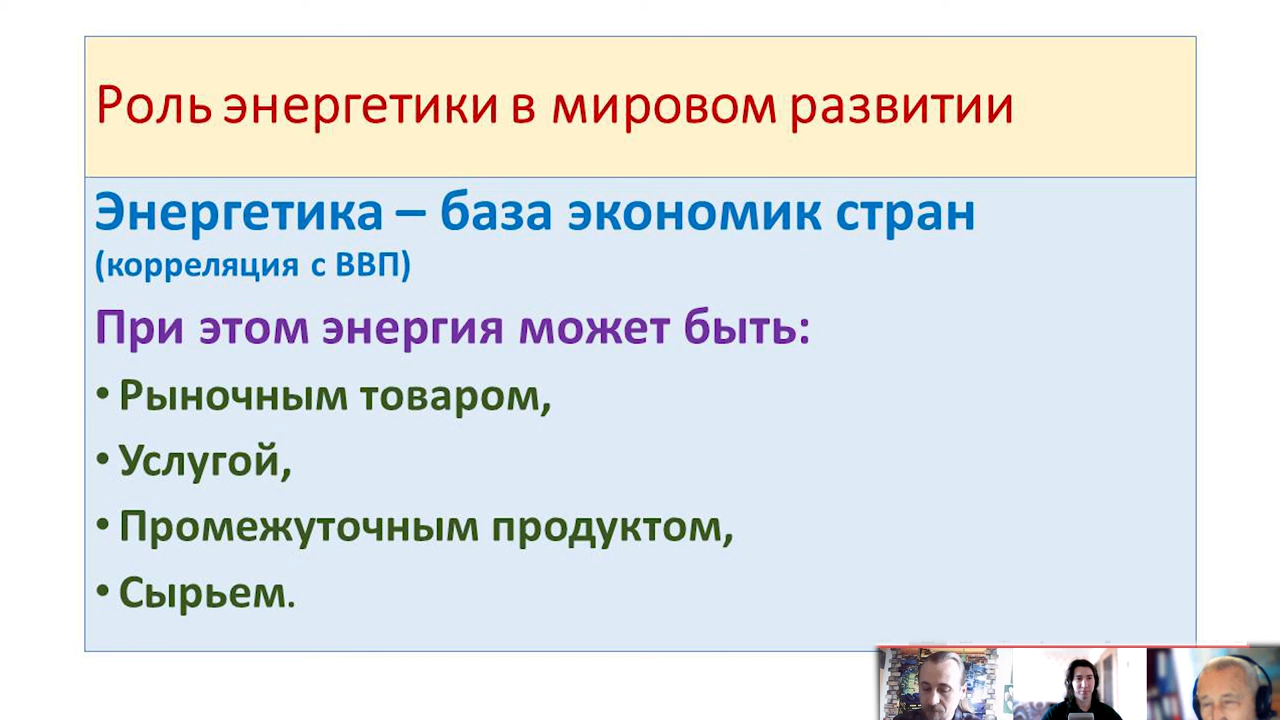 Роль энергетики в мировом развитии
Энергетика – база экономик стран
(корреляция с ВВП)
При этом энергия может быть:
• Рыночным товаром,
• Услугой,
• Промежуточным продуктом,
• Сырьем.